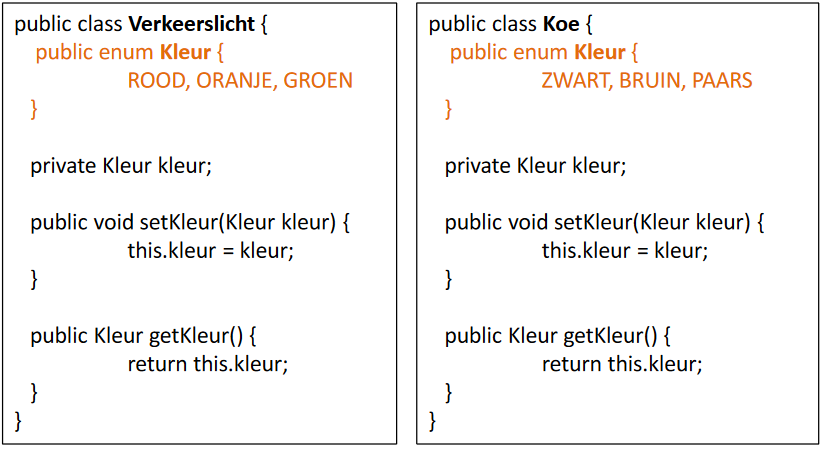 public class Verkeerslicht {
public enum Kleur {
ROOD, ORANJE, GROEN
}
private Kleur kleur;
public void setKleur(Kleur kleur) {
this.kleur = kleur;
}
public Kleur getKleur() {
return this.kleur;
}
}
public class Koe {
public enum Kleur {
ZWART, BRUIN, PAARS
}
private Kleur kleur;
public void setKleur(Kleur kleur) {
this.kleur = kleur;
}
public Kleur getKleur() {
return this.kleur;
}
}